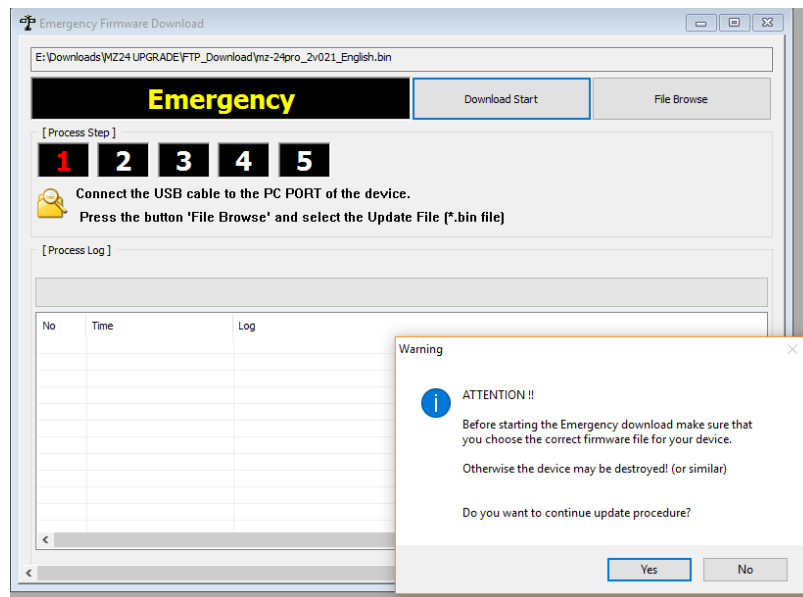 Emergency Firmware Download
E:\Downloads\MZ24 UPGRADE\FTP_Download\mz-24pro_2v021_English.bin
Emergency
Download Start
File Browse
[ Process Step ]
1 2 3 4 5
Connect the USB cable to the PC PORT of the device.
Press the button 'File Browse' and select the Update File (*.bin file)
[ Process Log ]
No Time Log
Warning
ATTENTION !!
Before starting the Emergency download make sure that
you choose the correct firmware file for your device.
Otherwise the device may be destroyed! (or similar)
Do you want to continue update procedure?
Yes No